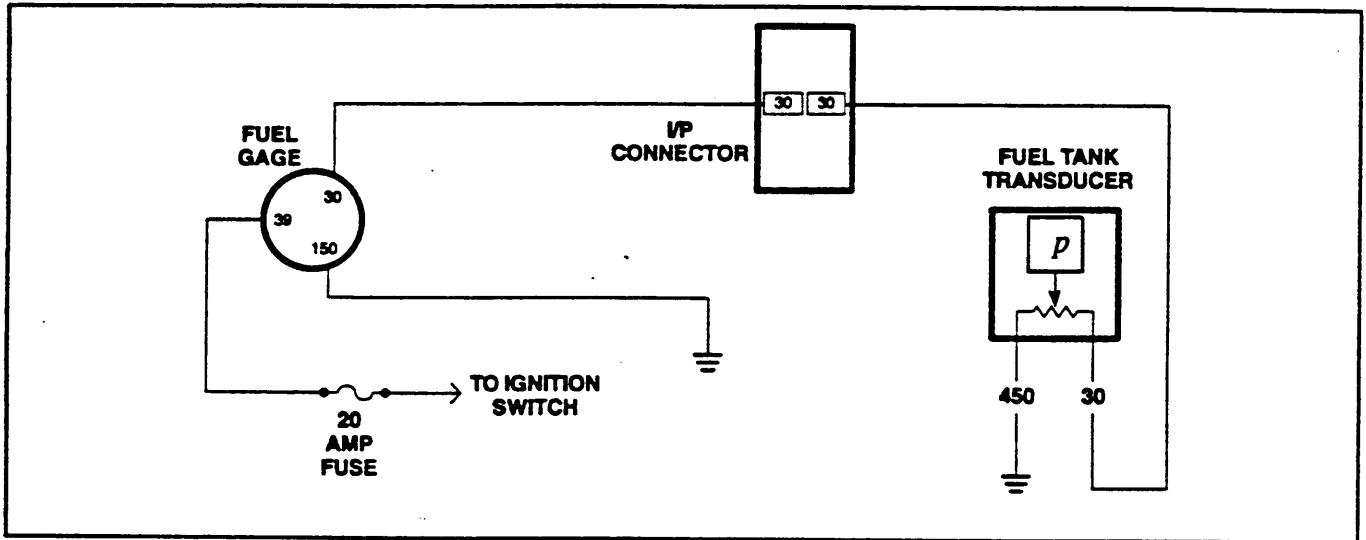 FUEL
GAGE
30
39
150
I/P
CONNECTOR
30 30
FUEL TANK
TRANSDUCER
p
450 30
TO IGNITION
SWITCH
20
AMP
FUSE